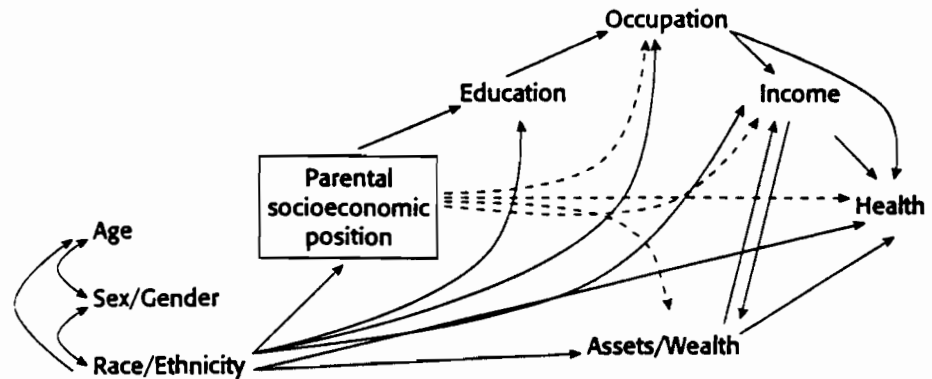 Occupation
Education
Income
Parental
socioeconomic
position
Health
Age
Sex/Gender
Assets/Wealth
Race/Ethnicity